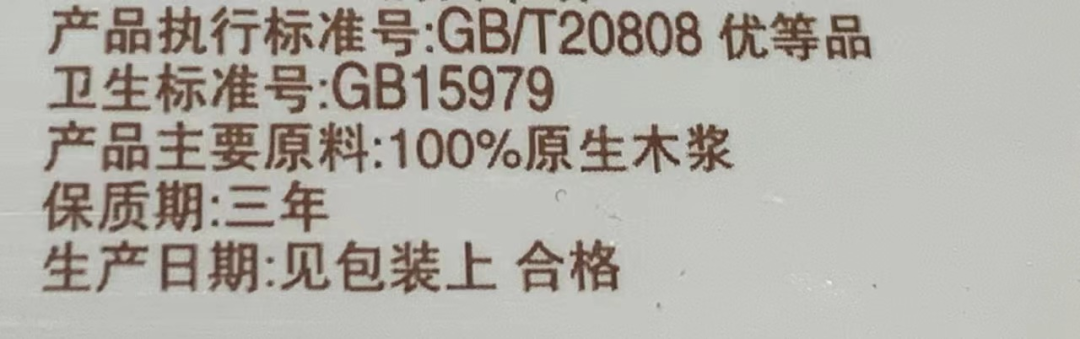 产品执行标准号:GB/T20808 优等品
卫生标准号:GB15979
产品主要原料:100%原生木浆
保质期:三年
生产日期:见包装上 合格